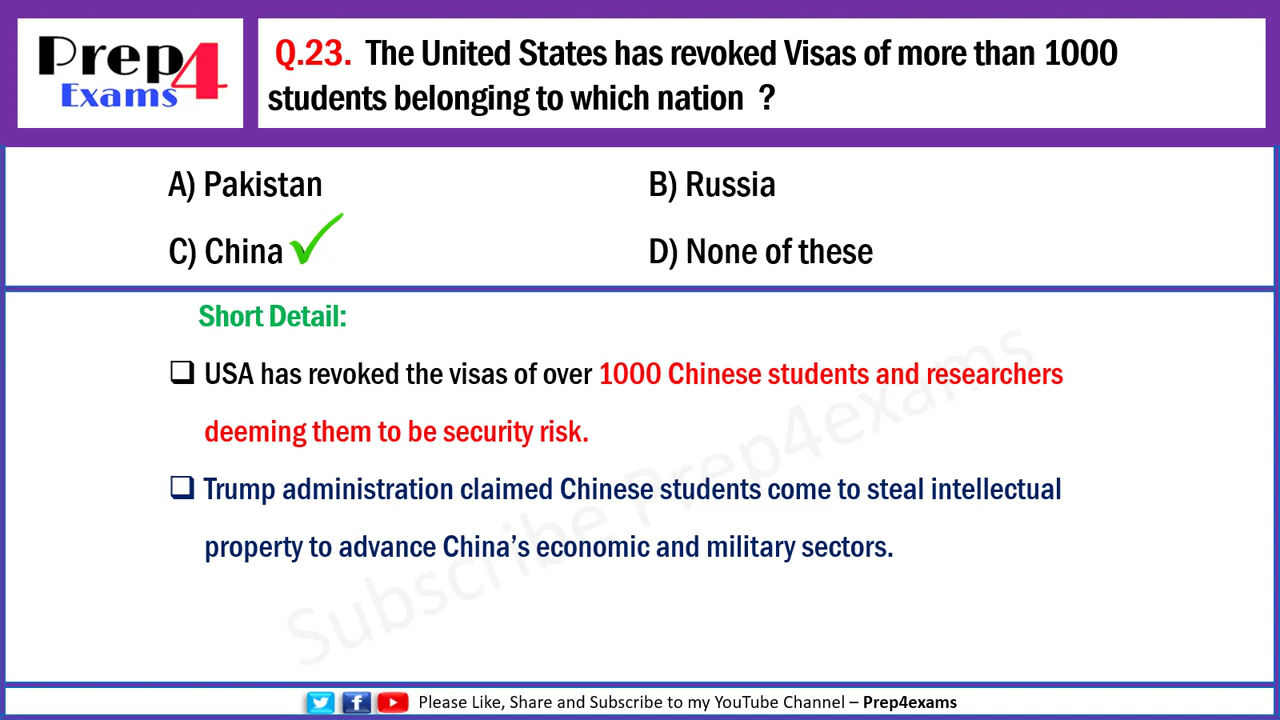 Prep4
Exams
Q.23. The United States has revoked Visas of more than 1000
students belonging to which nation ?
A) Pakistan
B) Russia
C) China
D) None of these
Short Detail:
USA has revoked the visas of over 1000 Chinese students and researchers
deeming them to be security risk.
Trump administration claimed Chinese students come to steal intellectual
property to advance China's economic and military sectors.
Subscribe Prep4exams
Please Like, Share and Subscribe to my YouTube Channel – Prep4exams